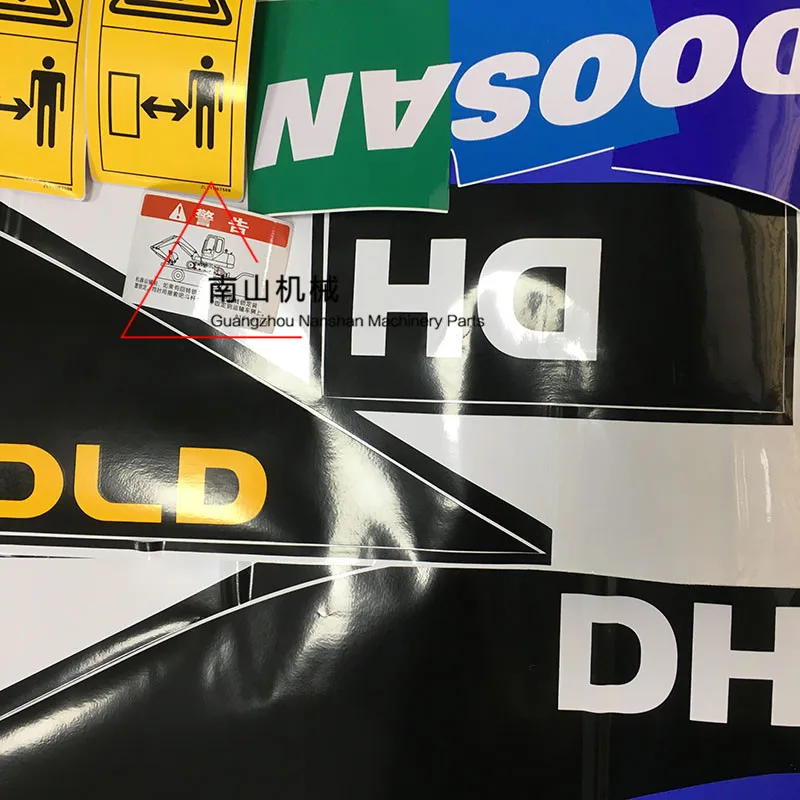 DOOSAN
警告
南山机械
Guangzhou Nanshan Machinery Parts
DH
OLD
DH